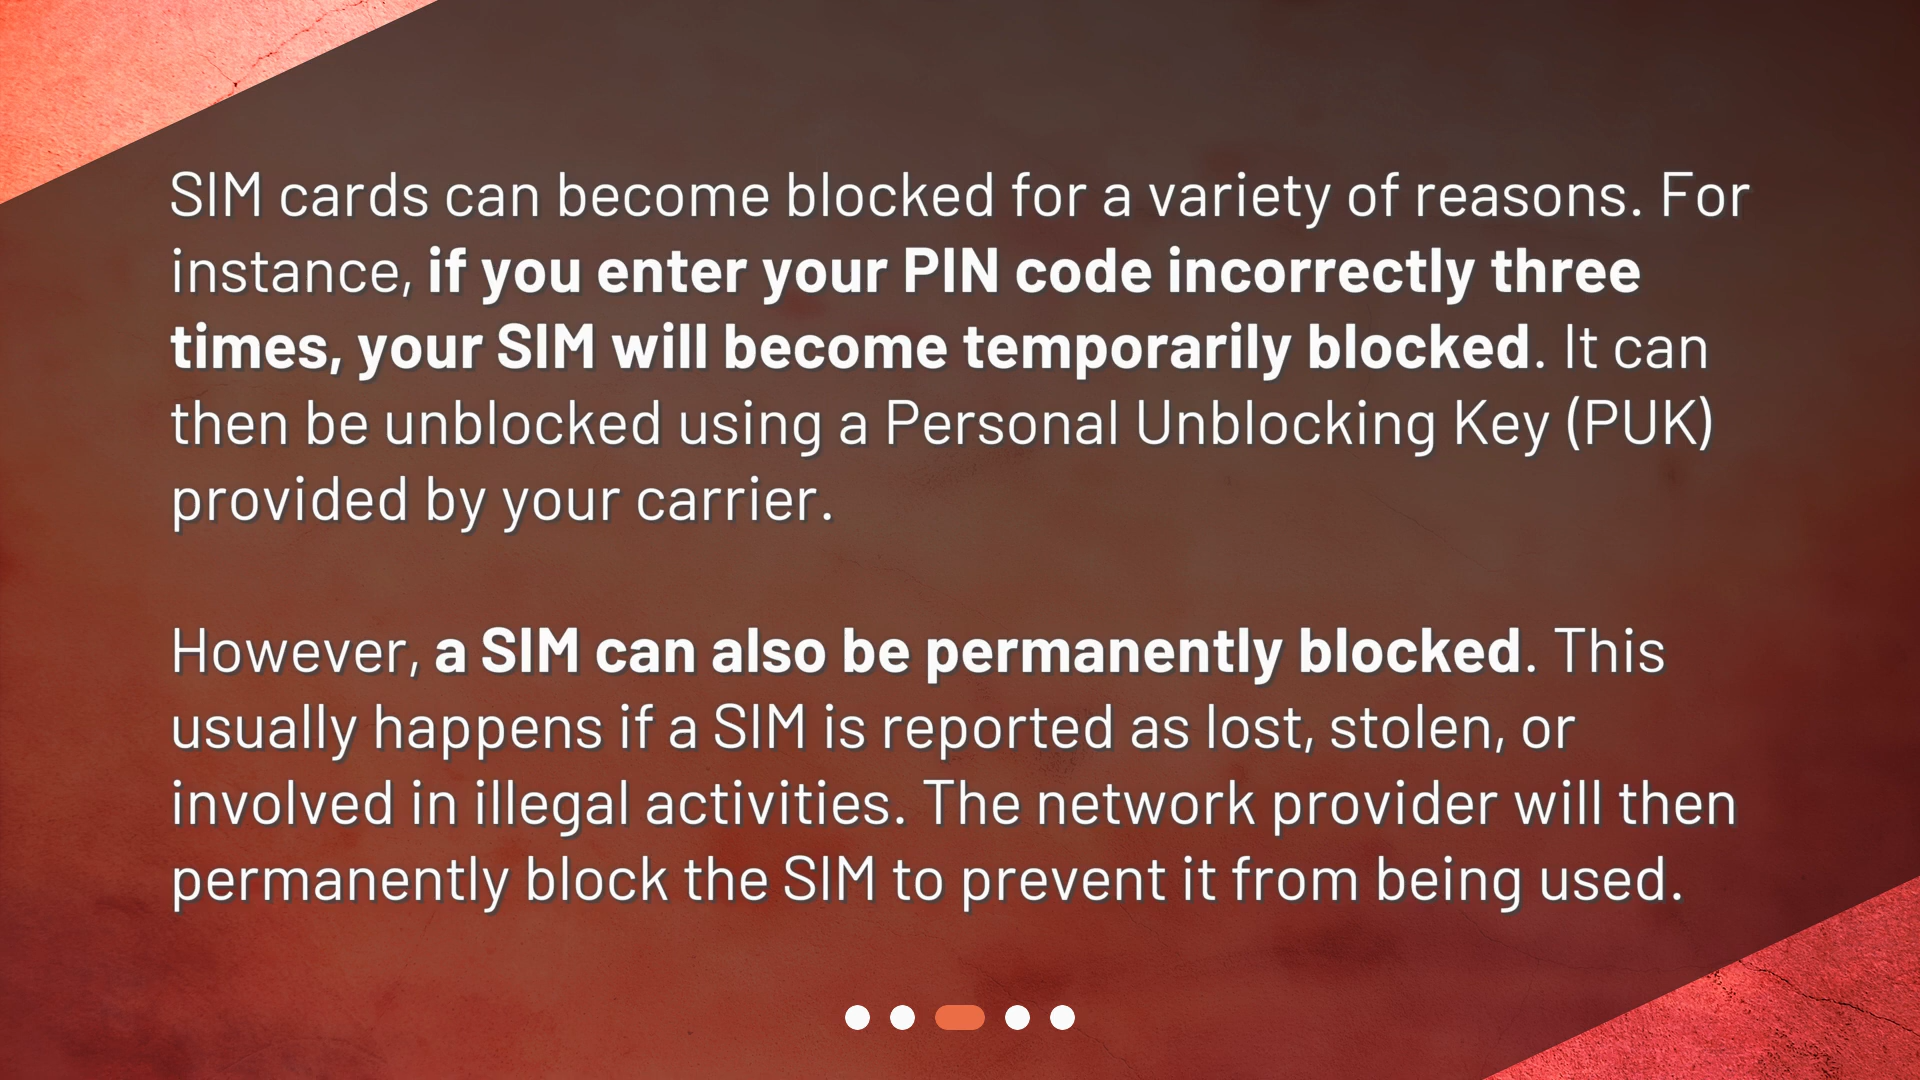 SIM cards can become blocked for a variety of reasons. For
instance, if you enter your PIN code incorrectly three
times, your SIM will become temporarily blocked. It can
then be unblocked using a Personal Unblocking Key (PUK)
provided by your carrier.
However, a SIM can also be permanently blocked. This
usually happens if a SIM is reported as lost, stolen, or
involved in illegal activities. The network provider will then
permanently block the SIM to prevent it from being used.